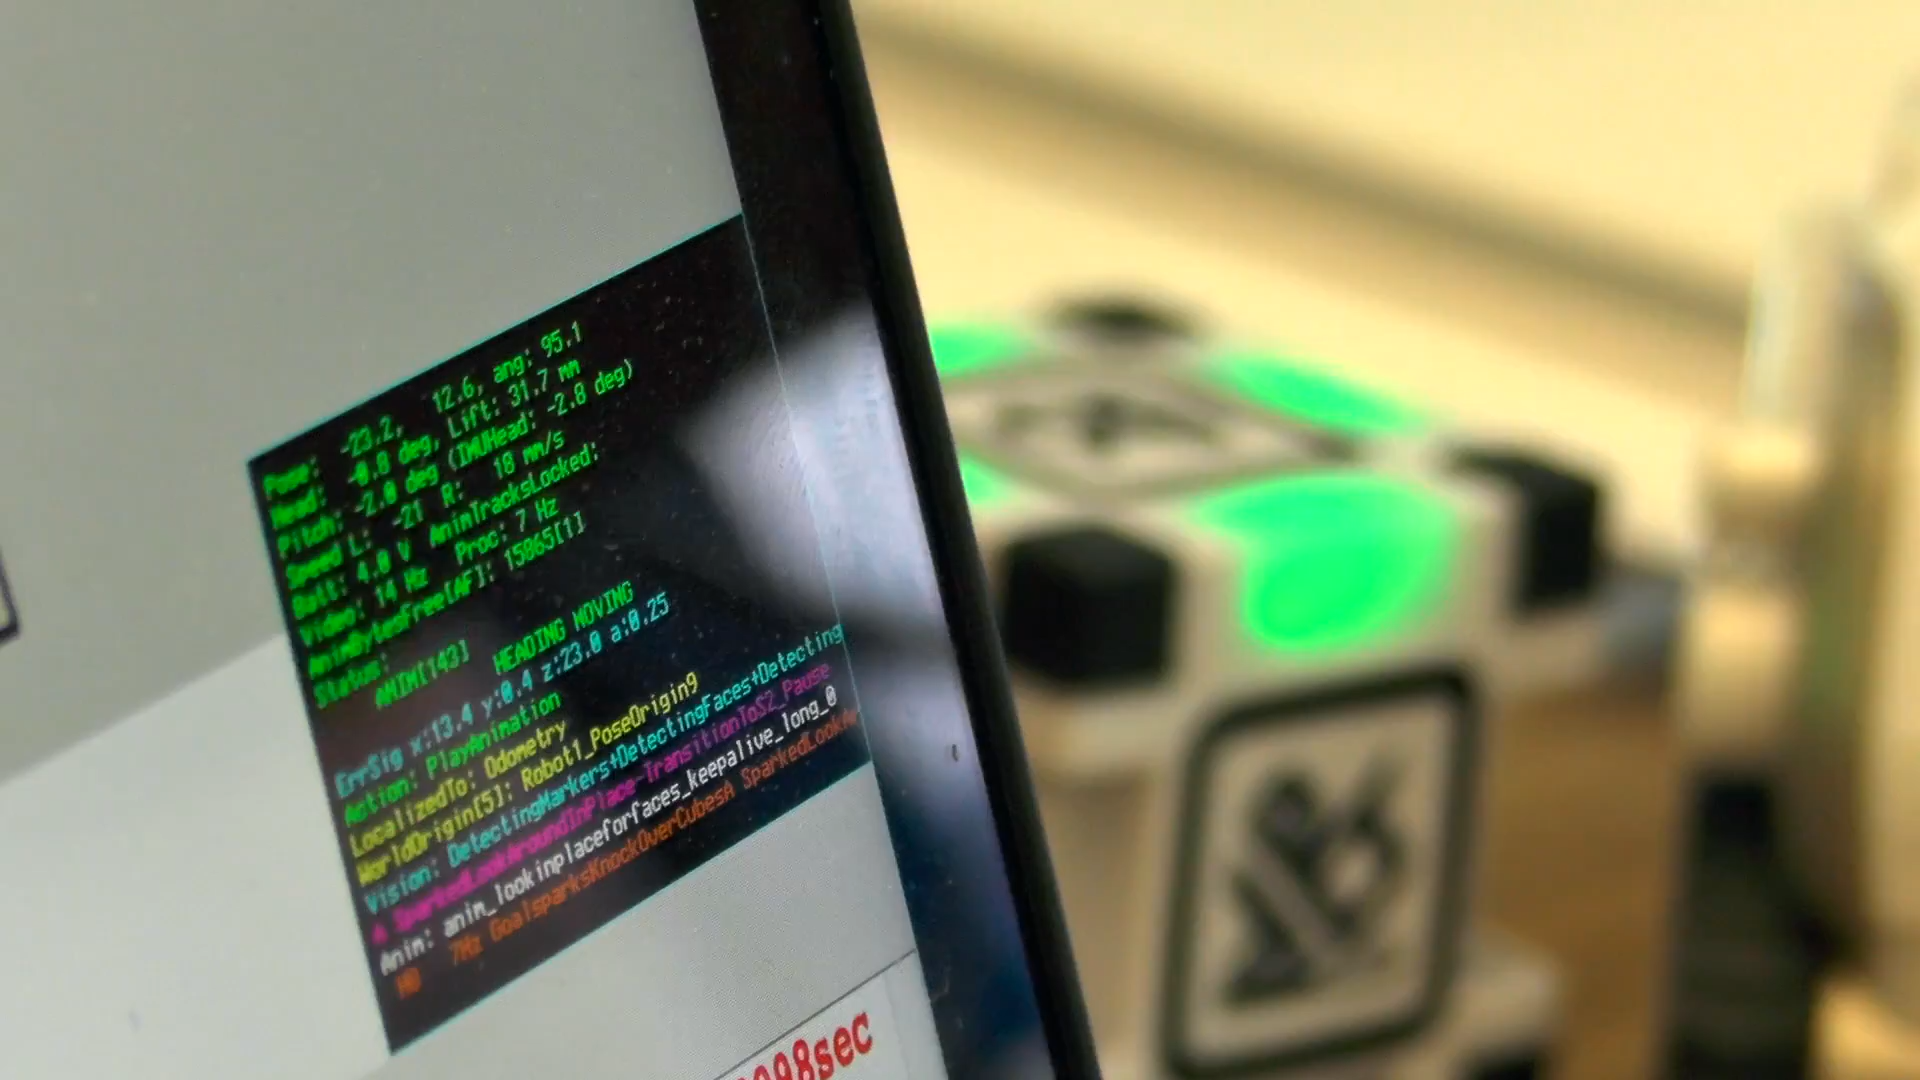 Pose: -23.2, 12.6, ang: 95.1
Head: -0.8 deg, Lift: 31.7 mm
Pitch: -2.0 deg (IMUHead: -2.8 deg)
Speed L: -21 R: 10 mm/s
Batt: 4.0 V AnimTracksLocked:
Video: 14 Hz Proc: 7 Hz
AnimBytesFree[AF]: 15865[1]
Status:
ANIM[143] HEADING MOVING
ErrSig x:13.4 y:0.4 z:23.0 a:0.25
Action: PlayAnimation
LocalizedTo: Odometry
WorldOrigin[5]: Robot1_PoseOrigin9
Vision: DetectingMarkers+DetectingFaces+Detecting
A SparkedLookAroundInPlace-TransitionToS2_Pause
Anim: anim_lookinplaceforfaces_keepalive_long_0
7Hz GoalsparksKnockOverCubesA
098sec